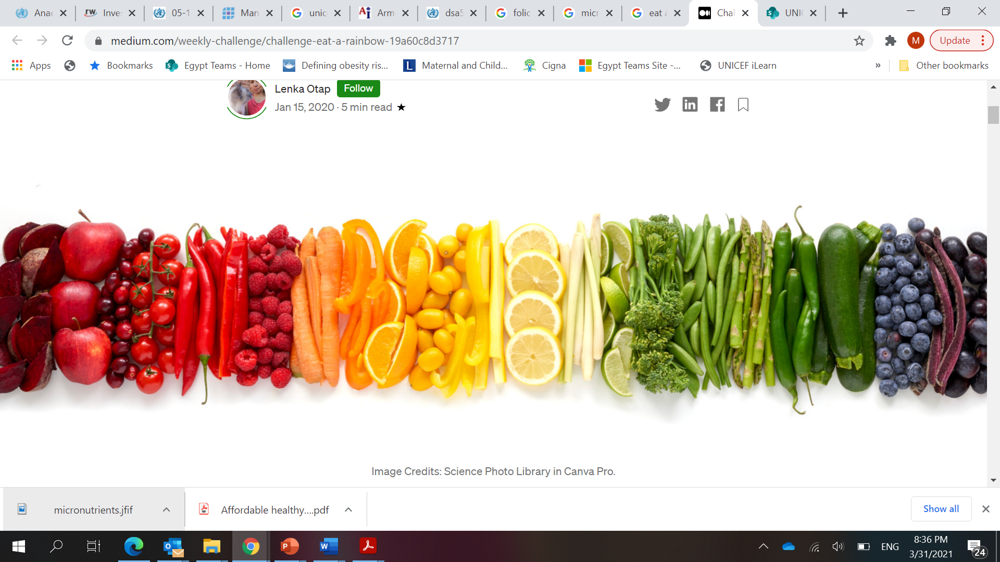 Anae
Inve
05-1
Man
unic
Arm
dsa5
folic
micr
eat a
Chal
UNIC
medium.com/weekly-challenge/challenge-eat-a-rainbow-19a60c8d3717
M
Update
Apps
Bookmarks
Egypt Teams - Home
Defining obesity ris...
Maternal and Child...
Cigna
Egypt Teams Site -...
UNICEF iLearn
»
Other bookmarks
Lenka Otap
Follow
Jan 15, 2020 · 5 min read ★
Image Credits: Science Photo Library in Canva Pro.
micronutrients.jfif
Affordable healthy....pdf
Show all
ENG
8:36 PM
3/31/2021
24